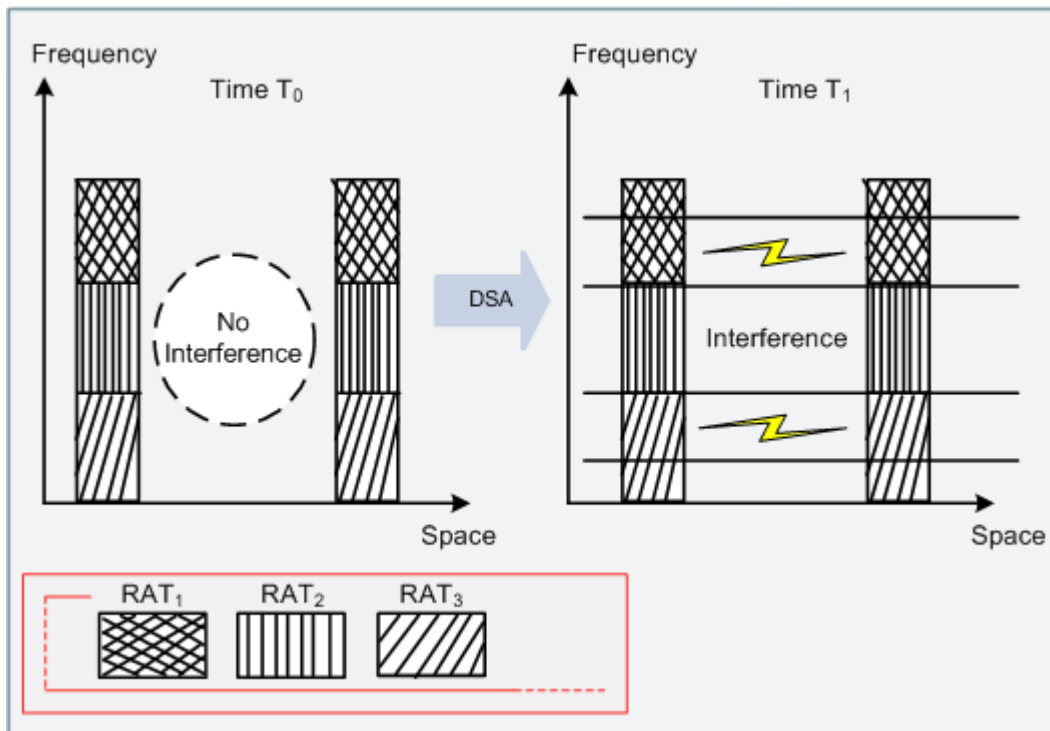 Frequency
Time T₀
No
Interference
Space
DSA
Frequency
Time T₁
Interference
Space
RAT₁
RAT₂
RAT₃